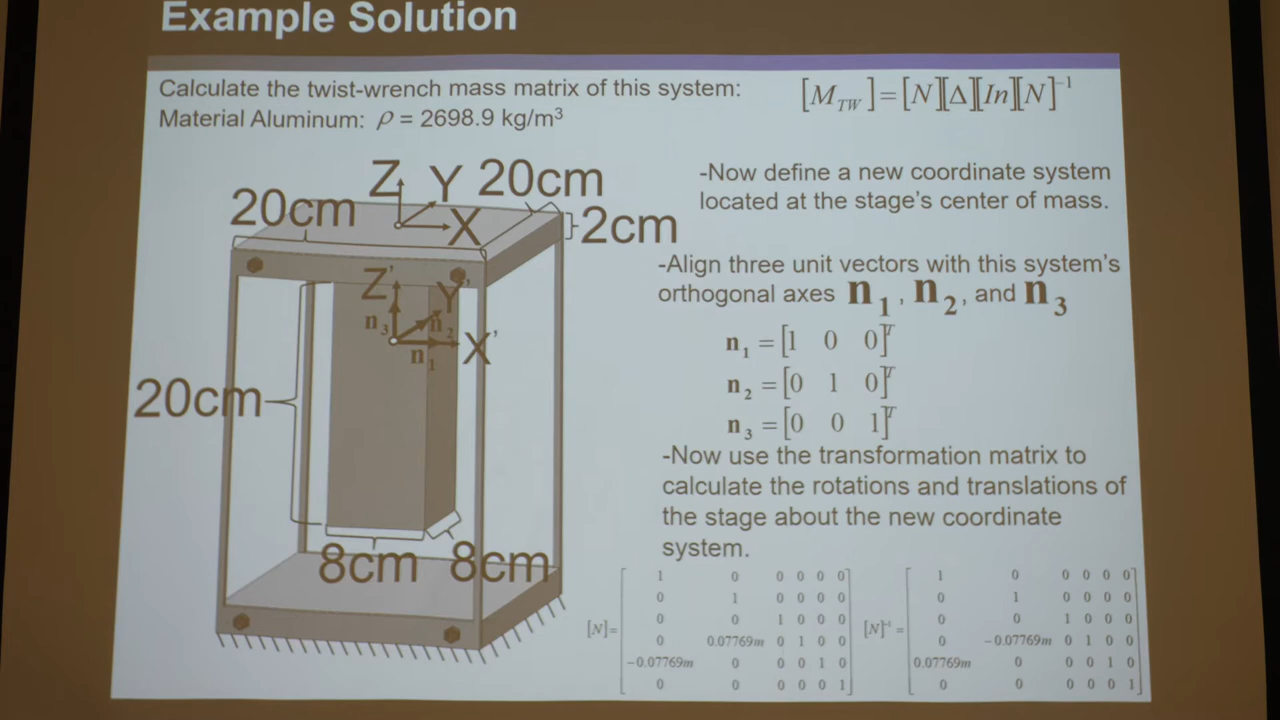 Example Solution
Calculate the twist-wrench mass matrix of this system:
Material Aluminum: ρ = 2698.9 kg/m³
[M_TW]=[N][Δ][In][N]⁻¹
-Now define a new coordinate system
located at the stage's center of mass.
-Align three unit vectors with this system's
orthogonal axes n₁, n₂, and n₃
n₁ = [1 0 0]ᵀ
n₂ = [0 1 0]ᵀ
n₃ = [0 0 1]ᵀ
-Now use the transformation matrix to
calculate the rotations and translations of
the stage about the new coordinate
system.
Z Y 20cm
20cm X 2cm
Z' Y'
n₃ n₂ X'
n₁
20cm
8cm 8cm
[N]=
1 0 0 0 0 0
0 1 0 0 0 0
0 0 1 0 0 0
0 0.07769m 0 1 0 0
-0.07769m 0 0 0 1 0
0 0 0 0 0 1
[N]⁻¹ =
1 0 0 0 0 0
0 1 0 0 0 0
0 0 1 0 0 0
0 -0.07769m 0 1 0 0
0.07769m 0 0 0 1 0
0 0 0 0 0 1